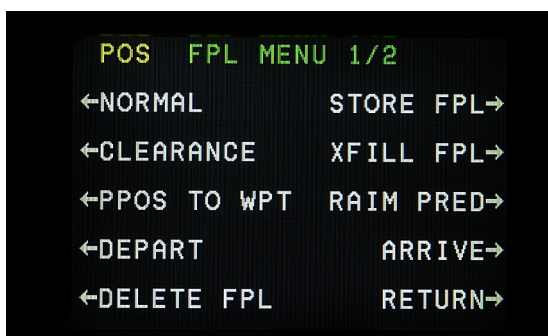 POS FPL MENU 1/2
←NORMAL STORE FPL→
←CLEARANCE XFILL FPL→
←PPOS TO WPT RAIM PRED→
←DEPART ARRIVE→
←DELETE FPL RETURN→